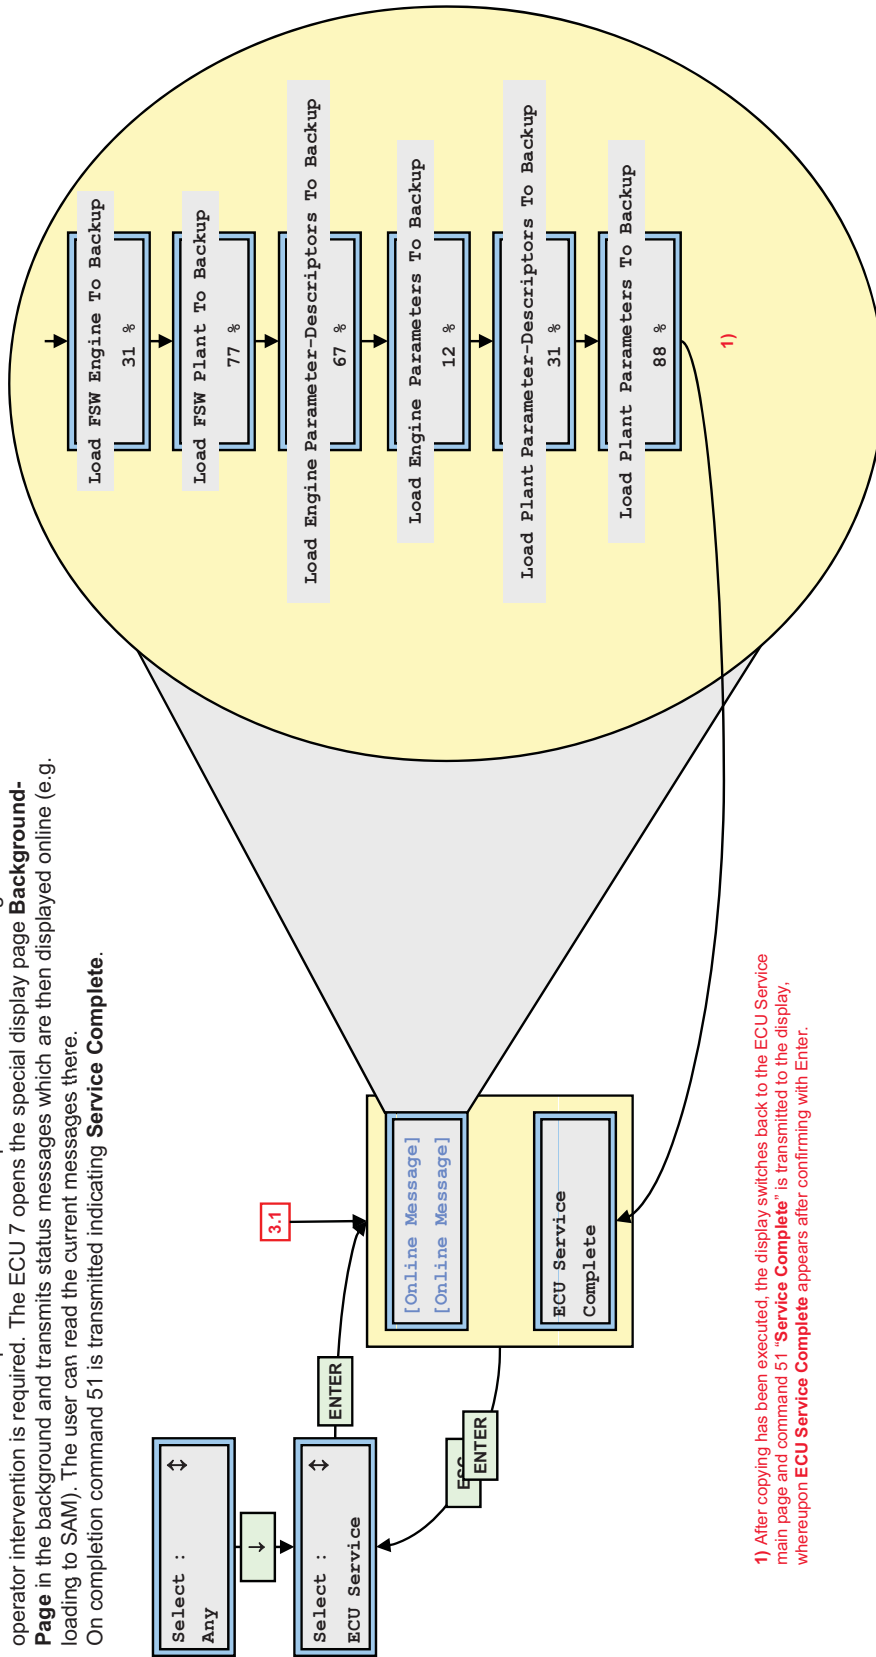 operator intervention is required. The ECU 7 opens the special display page Background-
Page in the background and transmits status messages which are then displayed online (e.g.
loading to SAM). The user can read the current messages there.
On completion command 51 is transmitted indicating Service Complete.
Select : ↕
Any
↓
Select : ↕
ECU Service
ENTER
ESC
ENTER
3.1
[Online Message]
[Online Message]
ECU Service
Complete
Load FSW Engine To Backup
31 %
Load FSW Plant To Backup
77 %
Load Engine Parameter-Descriptors To Backup
67 %
Load Engine Parameters To Backup
12 %
Load Plant Parameter-Descriptors To Backup
31 %
Load Plant Parameters To Backup
88 %
1)
1) After copying has been executed, the display switches back to the ECU Service
main page and command 51 “Service Complete” is transmitted to the display,
whereupon ECU Service Complete appears after confirming with Enter.